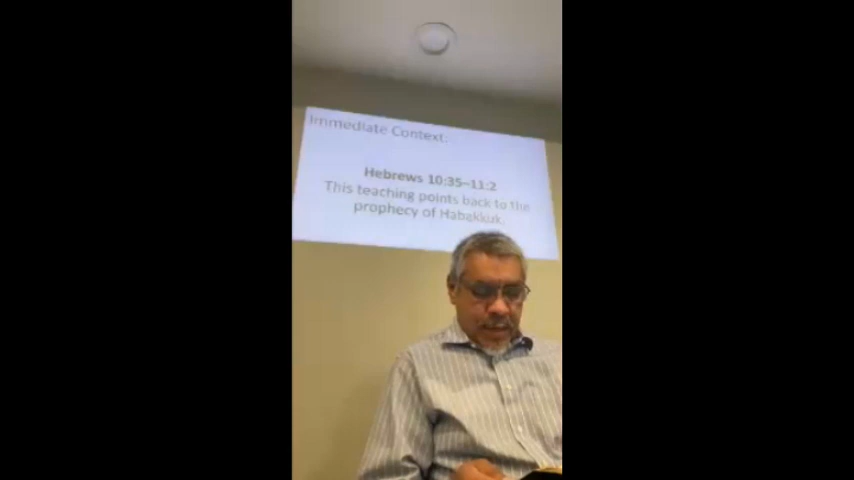 Immediate Context:
Hebrews 10:35–11:2
This teaching points back to the
prophecy of Habakkuk.